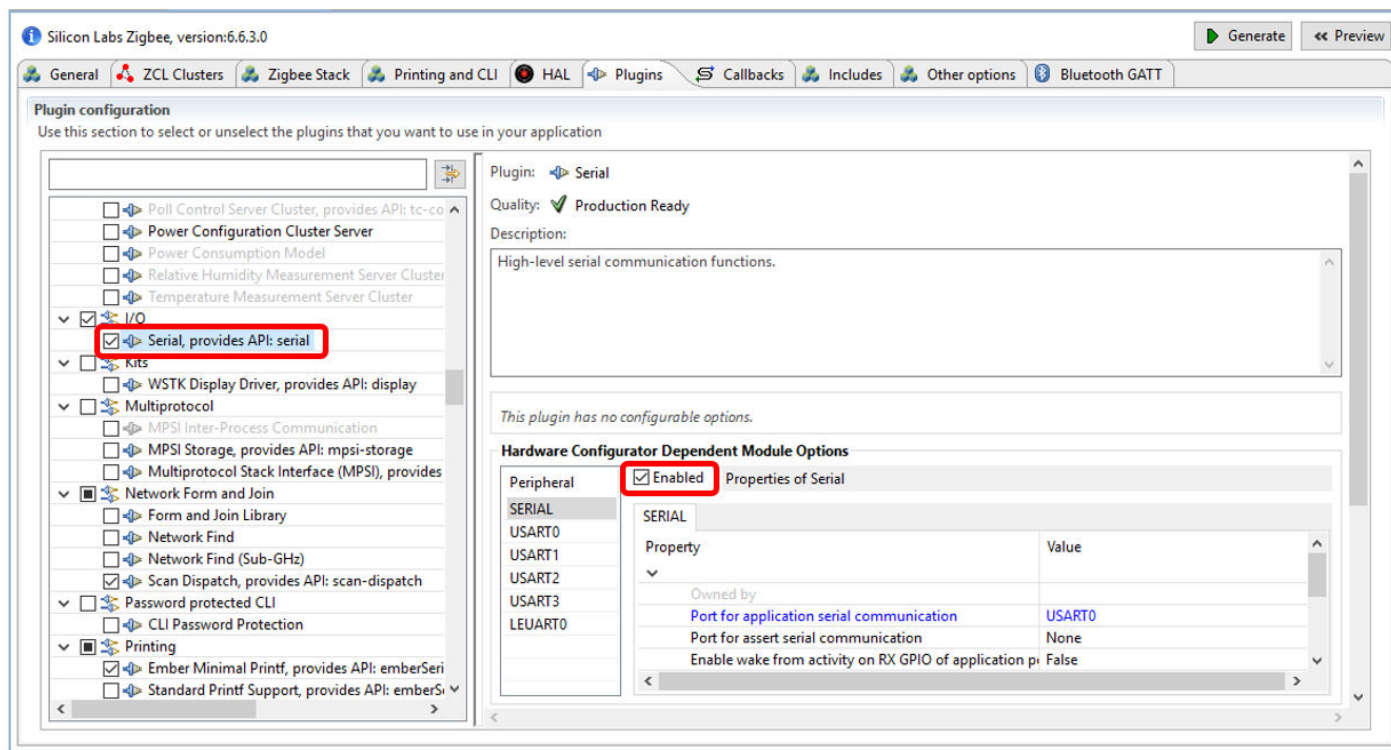 Silicon Labs Zigbee, version:6.6.3.0
Generate
Preview
General
ZCL Clusters
Zigbee Stack
Printing and CLI
HAL
Plugins
Callbacks
Includes
Other options
Bluetooth GATT
Plugin configuration
Use this section to select or unselect the plugins that you want to use in your application
Poll Control Server Cluster, provides API: tc-co
Power Configuration Cluster Server
Power Consumption Model
Relative Humidity Measurement Server Cluster
Temperature Measurement Server Cluster
I/O
Serial, provides API: serial
Kits
WSTK Display Driver, provides API: display
Multiprotocol
MPSI Inter-Process Communication
MPSI Storage, provides API: mpsi-storage
Multiprotocol Stack Interface (MPSI), provides
Network Form and Join
Form and Join Library
Network Find
Network Find (Sub-GHz)
Scan Dispatch, provides API: scan-dispatch
Password protected CLI
CLI Password Protection
Printing
Ember Minimal Printf, provides API: emberSeri
Standard Printf Support, provides API: emberS
Plugin: Serial
Quality: Production Ready
Description:
High-level serial communication functions.
This plugin has no configurable options.
Hardware Configurator Dependent Module Options
Peripheral
SERIAL
USART0
USART1
USART2
USART3
LEUART0
Enabled Properties of Serial
SERIAL
Property Value
Owned by
Port for application serial communication USART0
Port for assert serial communication None
Enable wake from activity on RX GPIO of application p False